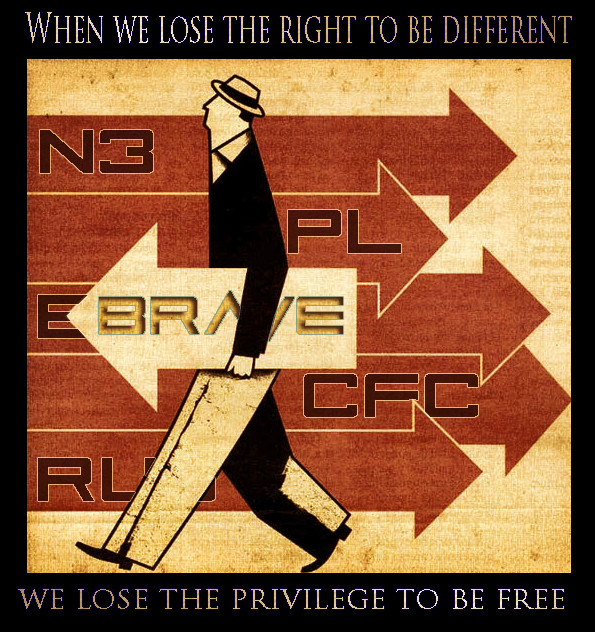 WHEN WE LOSE THE RIGHT TO BE DIFFERENT
N3
PL
BRAVE
CFC
WE LOSE THE PRIVILEGE TO BE FREE